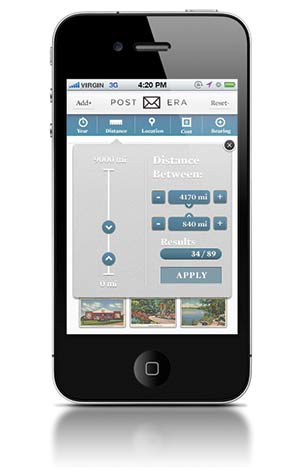 VIRGIN 3G 4:20 PM
Add+ POST ERA Reset-
Year Distance Location Cost Bearing
9000 mi
Distance
Between:
- 4170 mi +
- 840 mi +
Results
34 / 89
APPLY
0 mi